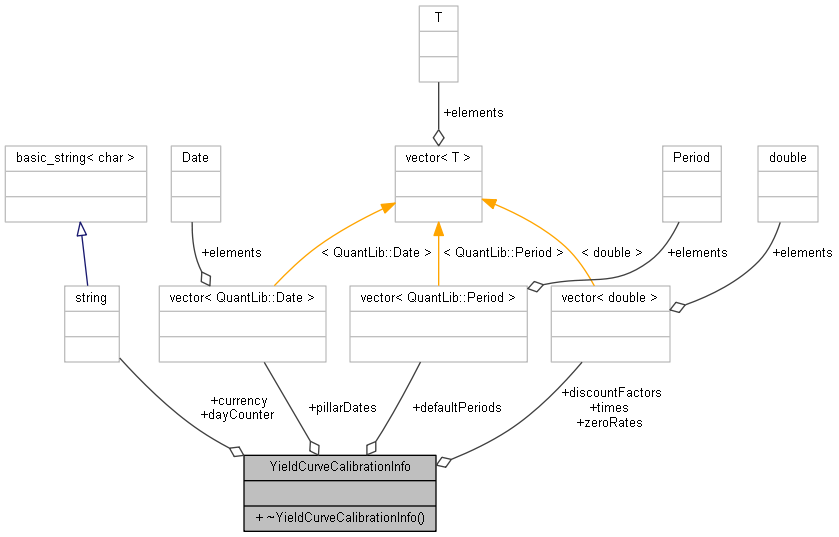 T
+elements
basic_string< char >
Date
vector< T >
Period
double
+elements
< QuantLib::Date >
< QuantLib::Period >
< double >
+elements
+elements
string
vector< QuantLib::Date >
vector< QuantLib::Period >
vector< double >
+currency
+dayCounter
+pillarDates
+defaultPeriods
+discountFactors
+times
+zeroRates
YieldCurveCalibrationInfo
+ ~YieldCurveCalibrationInfo()